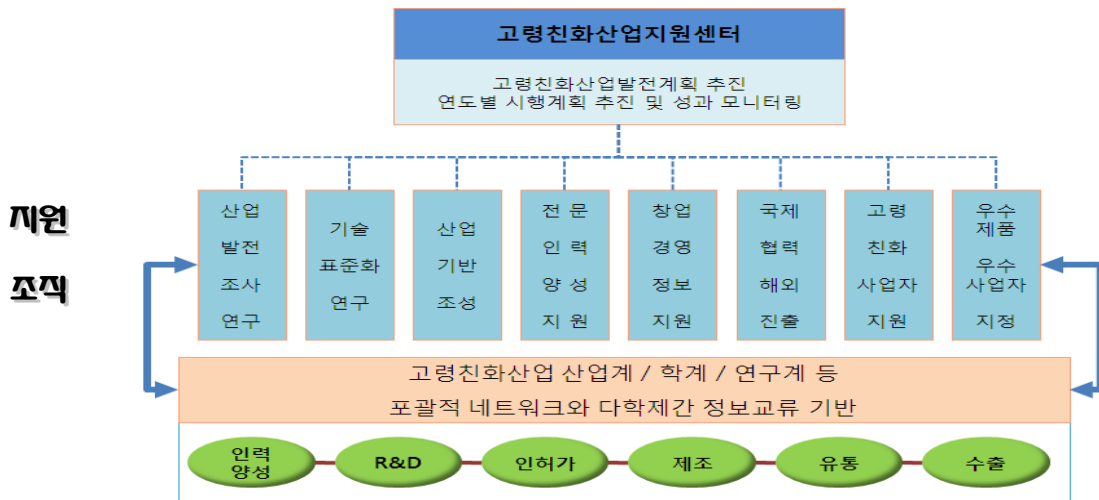 고령친화산업지원센터
고령친화산업발전계획 추진
연도별 시행계획 추진 및 성과 모니터링
지원
조직
산업
발전
조사
연구
기술
표준화
연구
산업
기반
조성
전 문
인 력
양 성
지 원
창업
경영
정보
지원
국제
협력
해외
진출
고령
친화
사업자
지원
우수
제품
우수
사업자
지정
고령친화산업 산업계 / 학계 / 연구계 등
포괄적 네트워크와 다학제간 정보교류 기반
인력
양성
R&D
인허가
제조
유통
수출